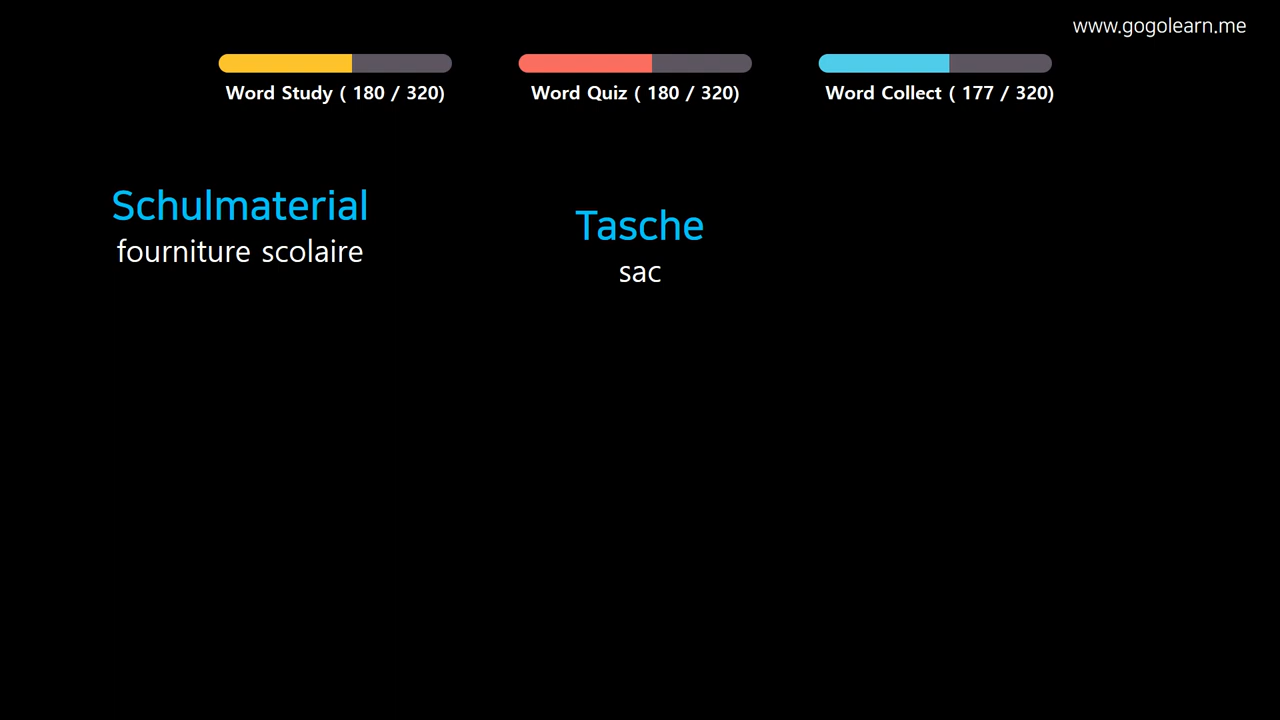 www.gogolearn.me
Word Study ( 180 / 320)
Word Quiz ( 180 / 320)
Word Collect ( 177 / 320)
Schulmaterial
fourniture scolaire
Tasche
sac